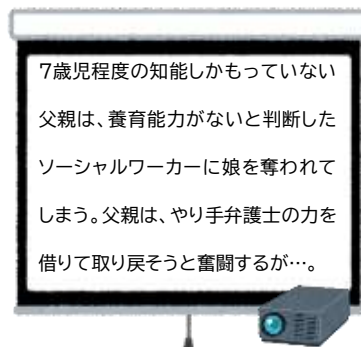 7歳児程度の知能しかもっていない
父親は、養育能力がないと判断した
ソーシャルワーカーに娘を奪われて
しまう。父親は、やり手弁護士の力を
借りて取り戻そうと奮闘するが…。